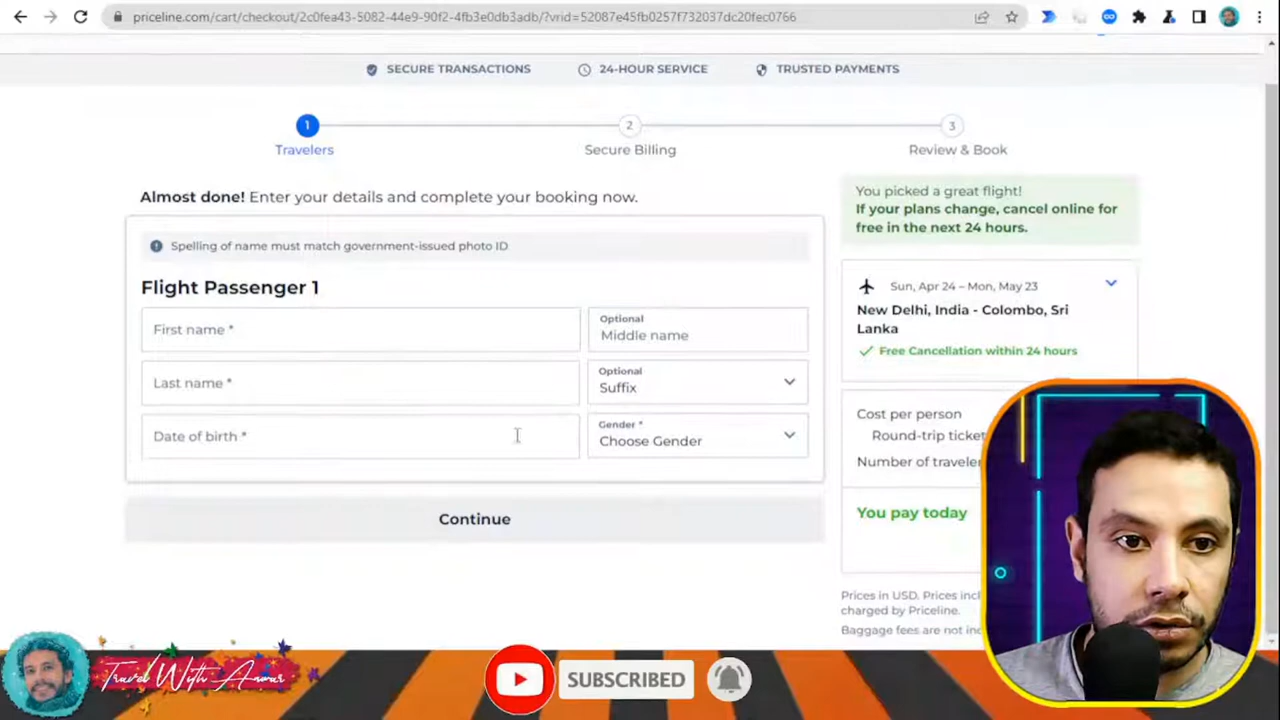 priceline.com/cart/checkout/2c0fea43-5082-44e9-90f2-4fb3e0db3adb/?vrid=52087e45fb0257f732037dc20fec0766
SECURE TRANSACTIONS
24-HOUR SERVICE
TRUSTED PAYMENTS
1
2
3
Travelers
Secure Billing
Review & Book
Almost done! Enter your details and complete your booking now.
Spelling of name must match government-issued photo ID
Flight Passenger 1
First name *
Optional
Middle name
Last name *
Optional
Suffix
Date of birth *
Gender *
Choose Gender
Continue
You picked a great flight!
If your plans change, cancel online for
free in the next 24 hours.
Sun, Apr 24 – Mon, May 23
New Delhi, India - Colombo, Sri
Lanka
Free Cancellation within 24 hours
Cost per person
Round-trip
Number of
You pay today
Prices in USD. Prices
charged by Priceline.
Baggage fees are not
Travel With Anwar
SUBSCRIBED